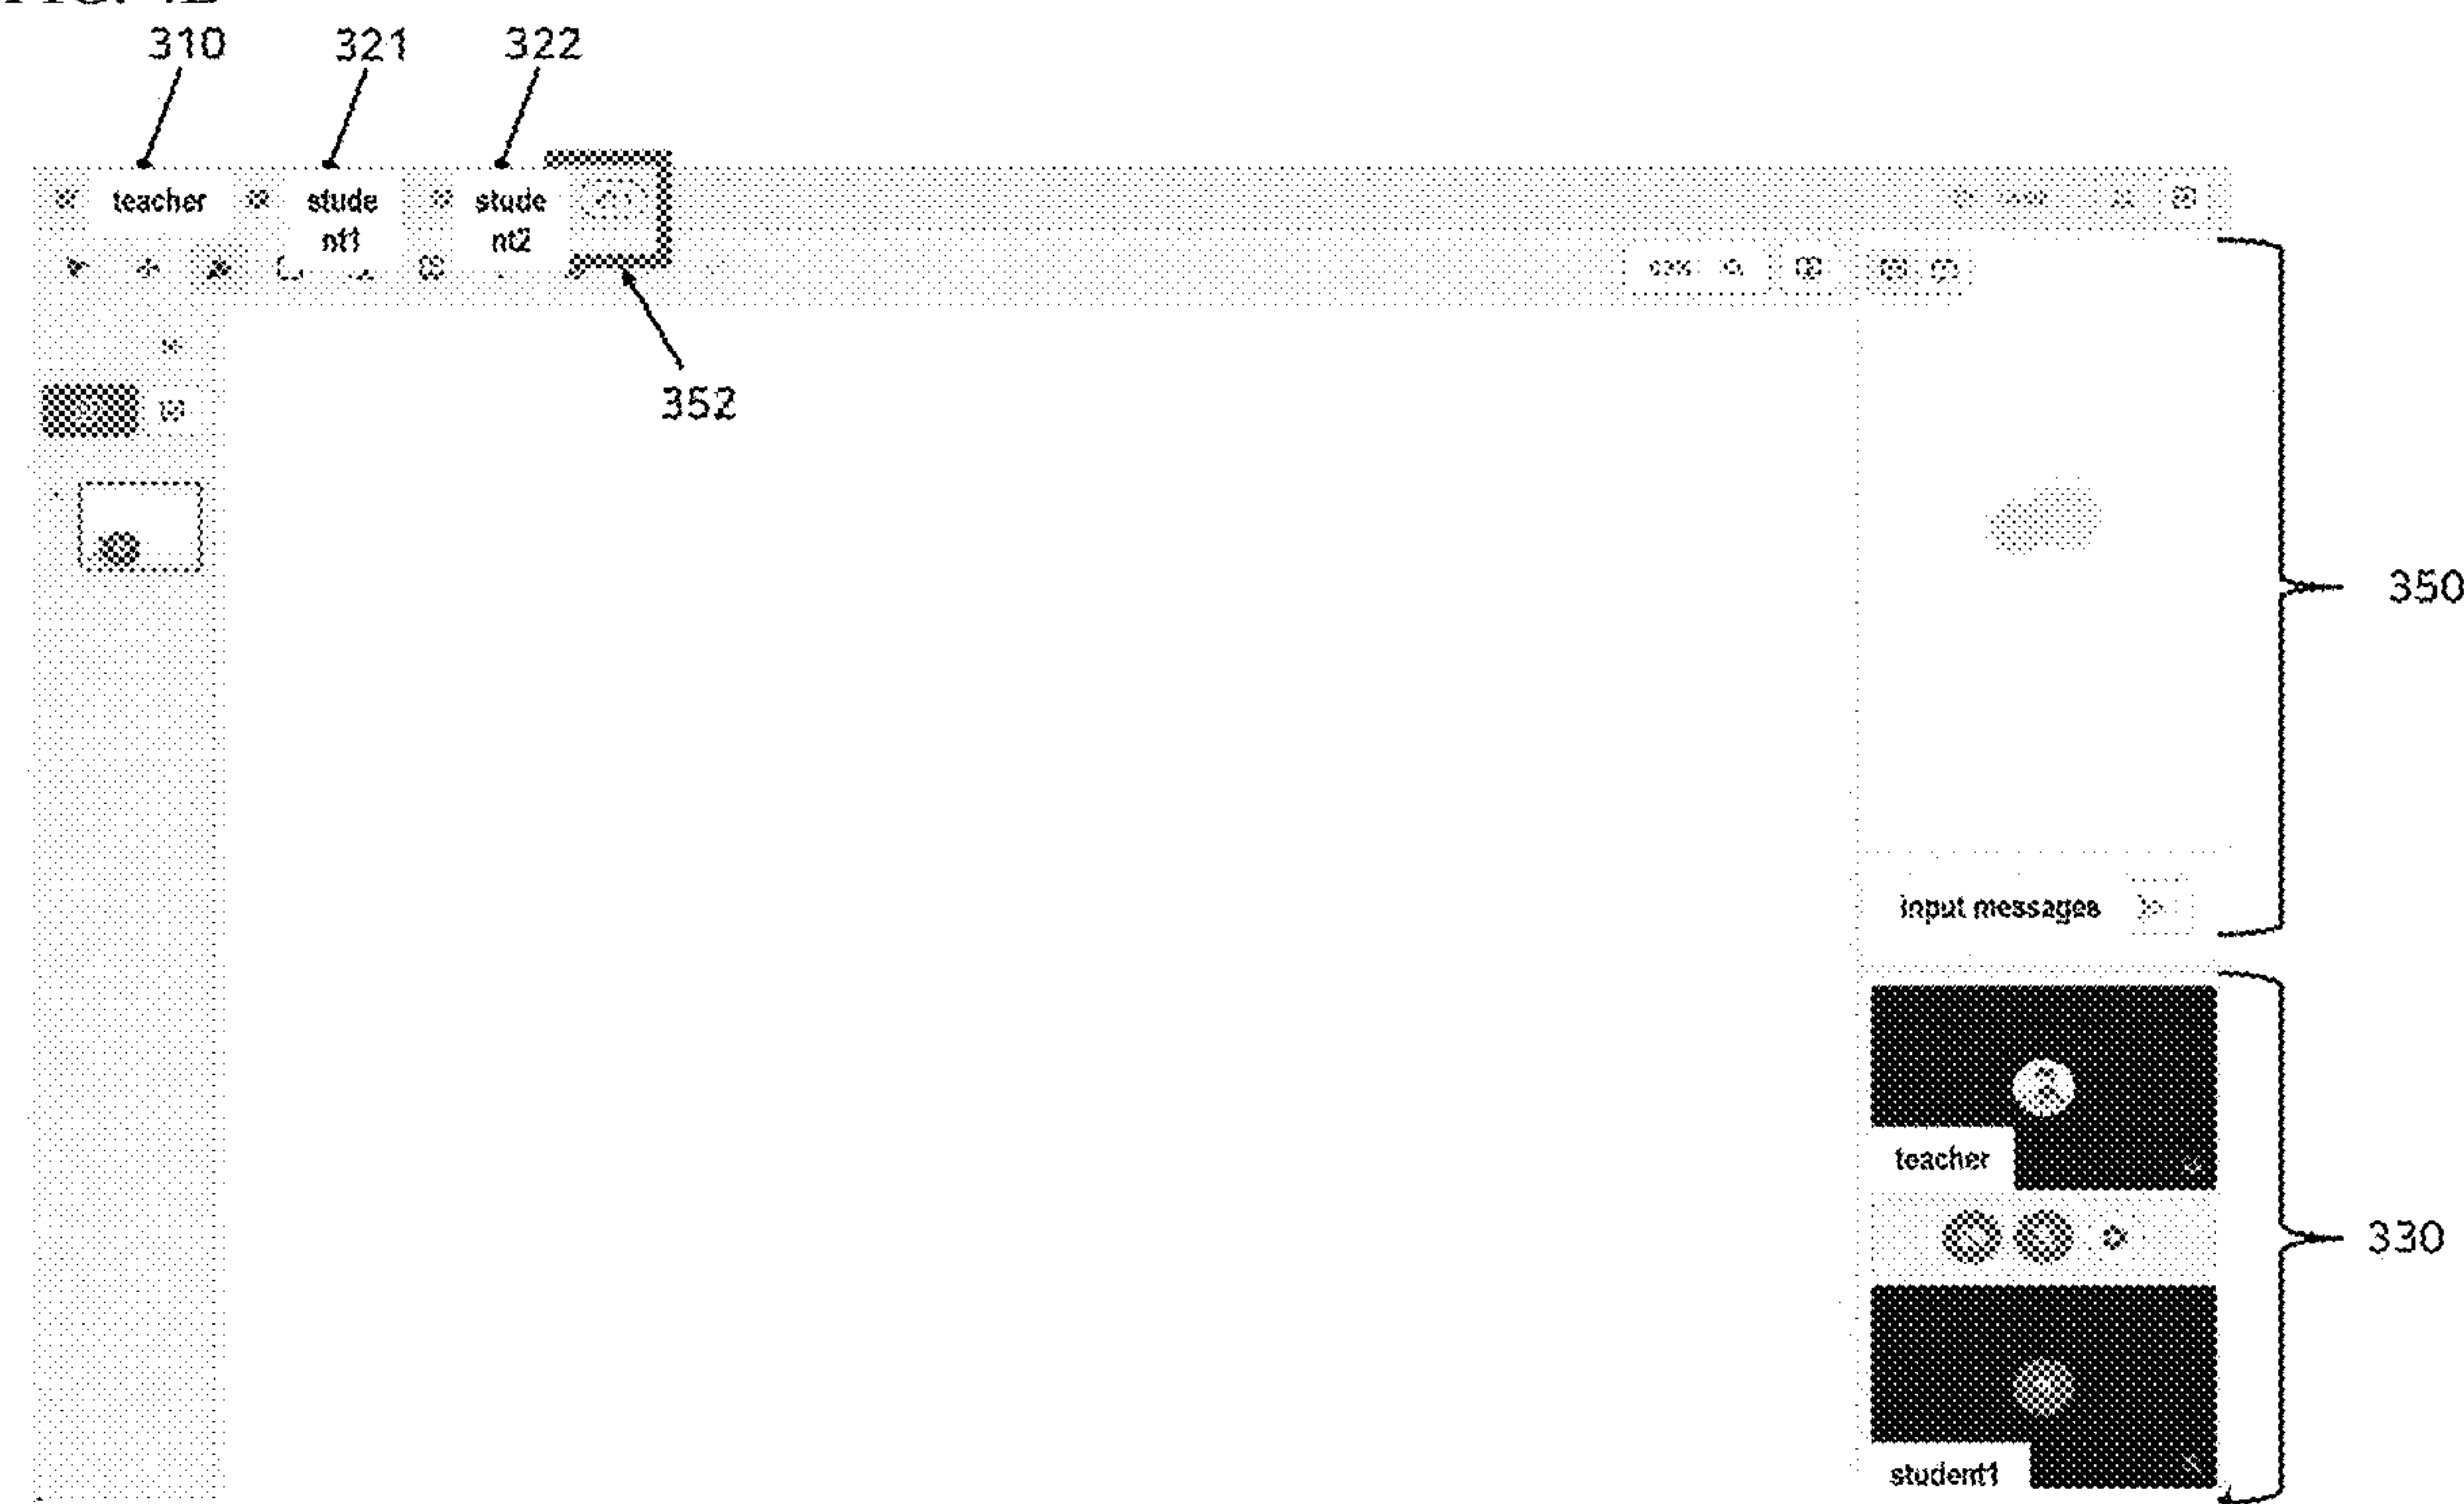 310
321
322
teacher
stude
nt1
stude
nt2
352
350
input messages
teacher
330
student1